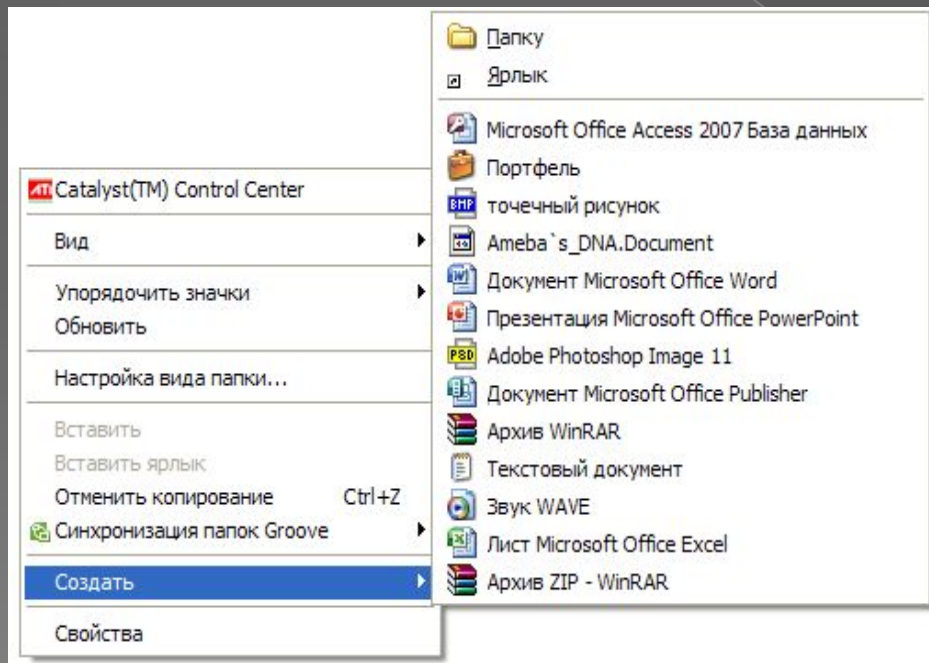 Catalyst(TM) Control Center
Вид
Упорядочить значки
Обновить
Настройка вида папки...
Вставить
Вставить ярлык
Отменить копирование Ctrl+Z
Синхронизация папок Groove
Создать
Свойства
Папку
Ярлык
Microsoft Office Access 2007 База данных
Портфель
точечный рисунок
Ameba`s_DNA.Document
Документ Microsoft Office Word
Презентация Microsoft Office PowerPoint
Adobe Photoshop Image 11
Документ Microsoft Office Publisher
Архив WinRAR
Текстовый документ
Звук WAVE
Лист Microsoft Office Excel
Архив ZIP - WinRAR